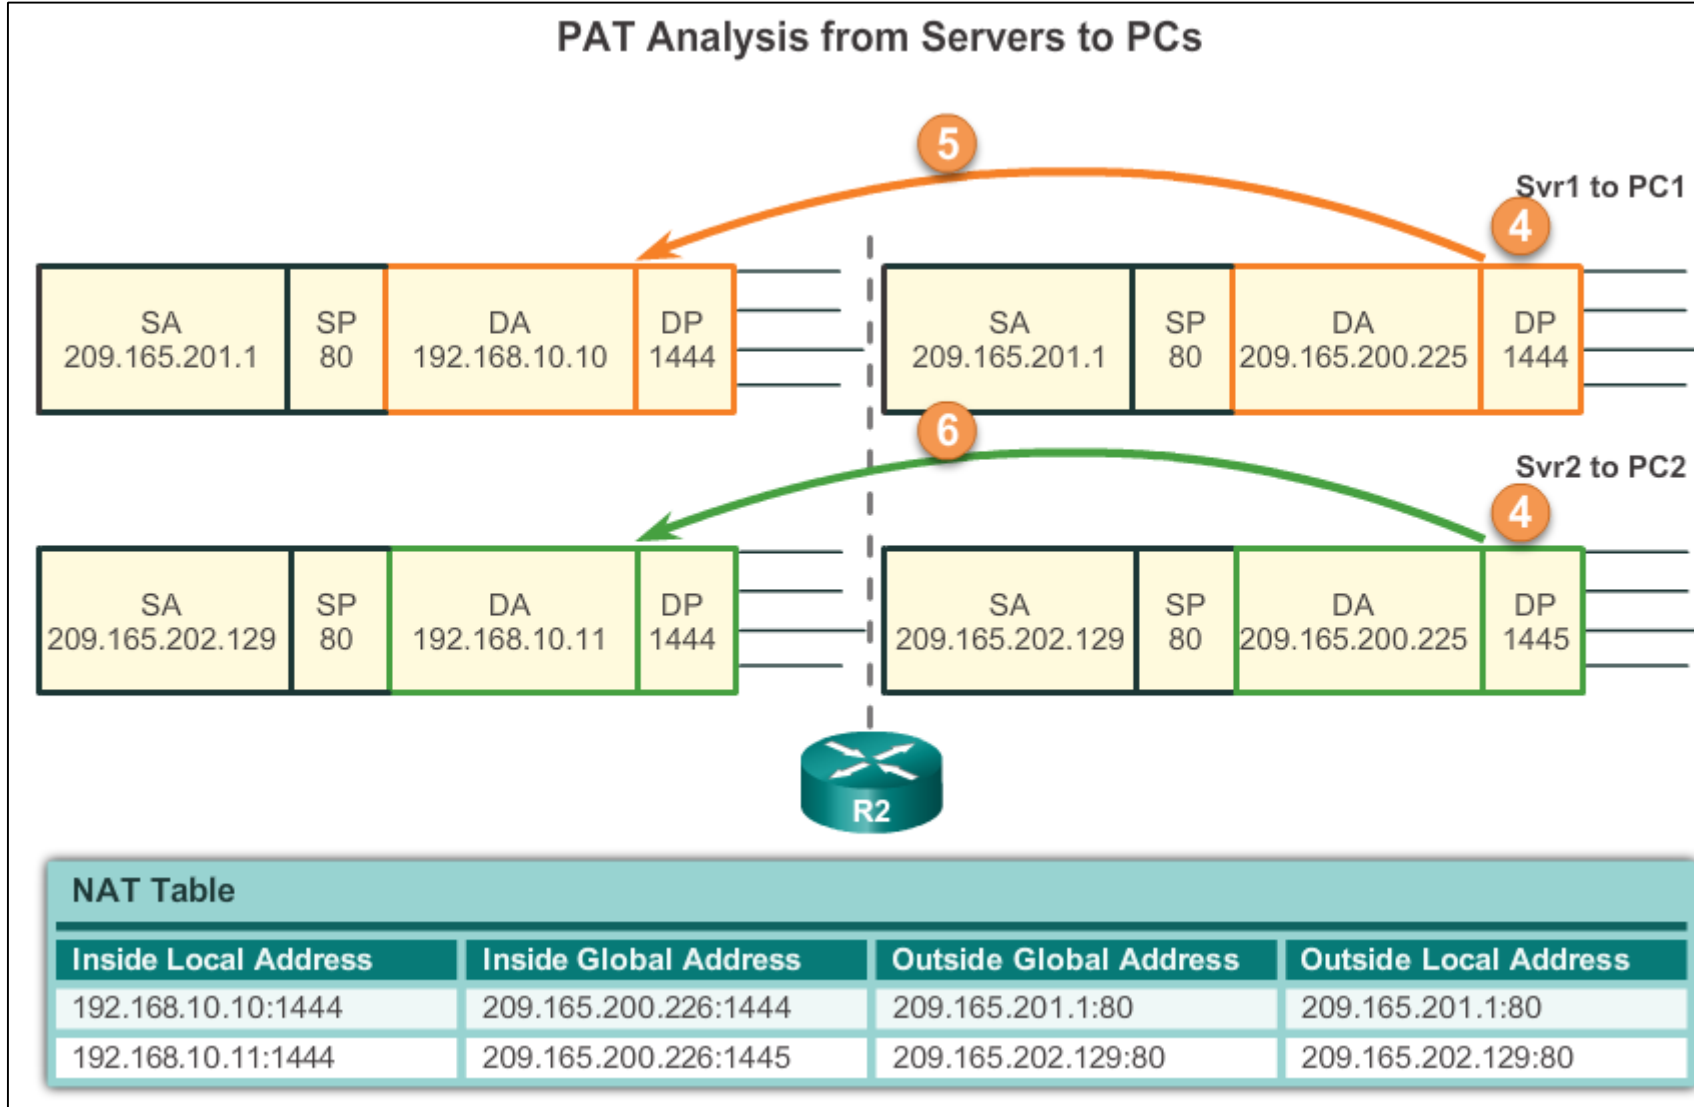 PAT Analysis from Servers to PCs
5
Svr1 to PC1
4
SA
209.165.201.1
SP
80
DA
192.168.10.10
DP
1444
SA
209.165.201.1
SP
80
DA
209.165.200.225
DP
1444
6
Svr2 to PC2
4
SA
209.165.202.129
SP
80
DA
192.168.10.11
DP
1444
SA
209.165.202.129
SP
80
DA
209.165.200.225
DP
1445
R2
NAT Table
Inside Local Address Inside Global Address Outside Global Address Outside Local Address
192.168.10.10:1444 209.165.200.226:1444 209.165.201.1:80 209.165.201.1:80
192.168.10.11:1444 209.165.200.226:1445 209.165.202.129:80 209.165.202.129:80